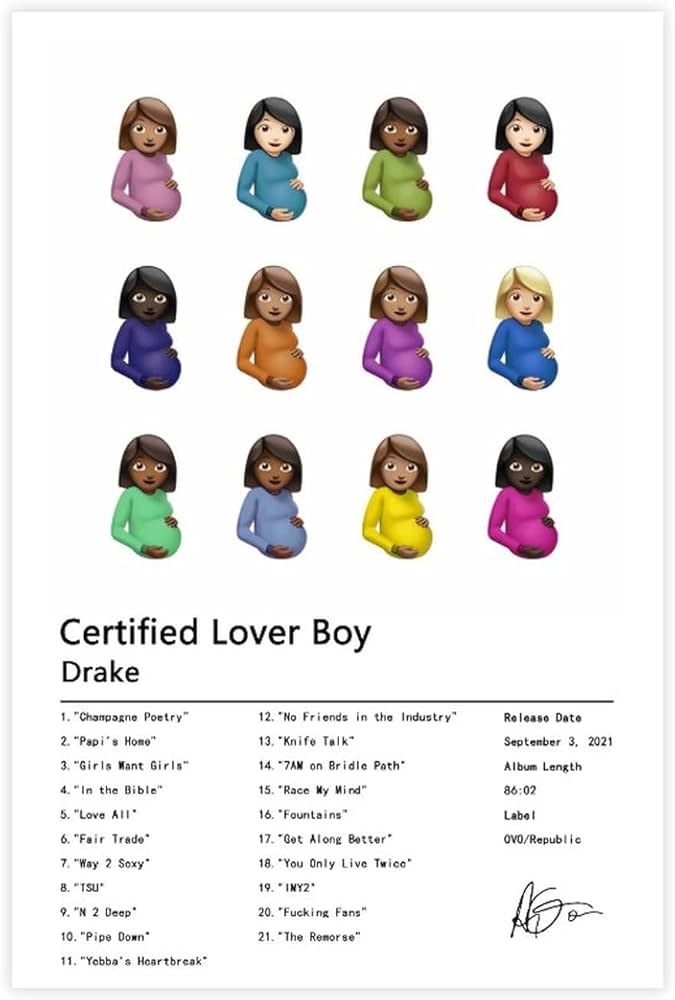 Certified Lover Boy
Drake
1."Champagne Poetry"
2."Papi's Home"
3."Girls Want Girls"
4."In the Bible"
5."Love All"
6."Fair Trade"
7."Way 2 Sexy"
8."TSU"
9."N 2 Deep"
10."Pipe Down"
11."Yebba's Heartbreak"
12."No Friends in the Industry"
13."Knife Talk"
14."7AM on Bridle Path"
15."Race My Mind"
16."Fountains"
17."Get Along Better"
18."You Only Live Twice"
19."IMY2"
20."Fucking Fans"
21."The Remorse"
Release Date
September 3, 2021
Album Length
86:02
Label
OVO/Republic